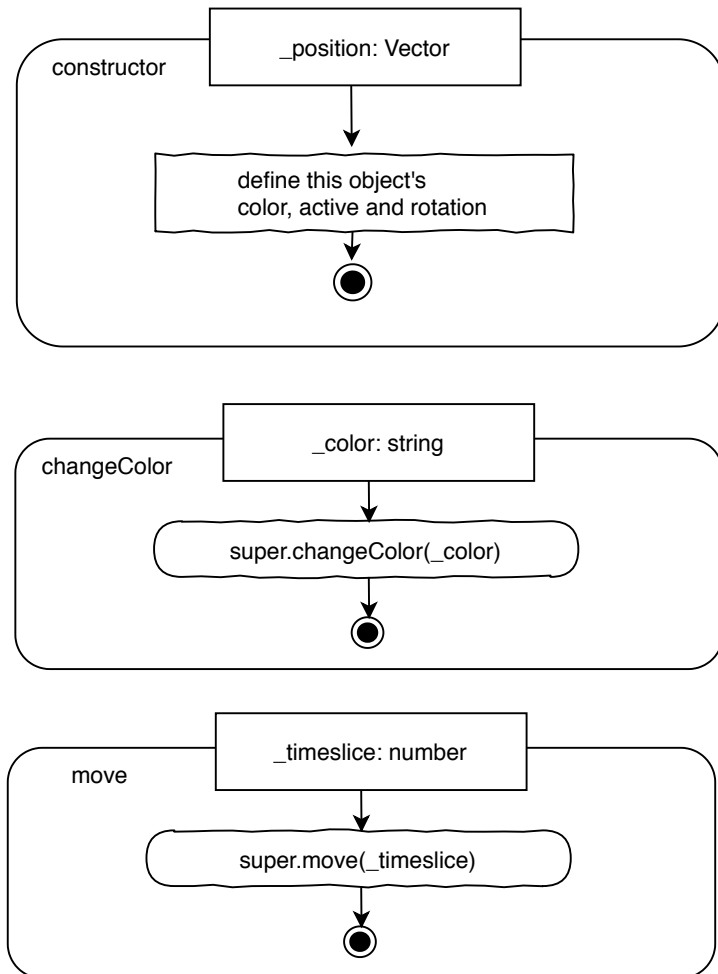 _position: Vector
constructor
define this object's
color, active and rotation
_color: string
changeColor
super.changeColor(_color)
_timeslice: number
move
super.move(_timeslice)